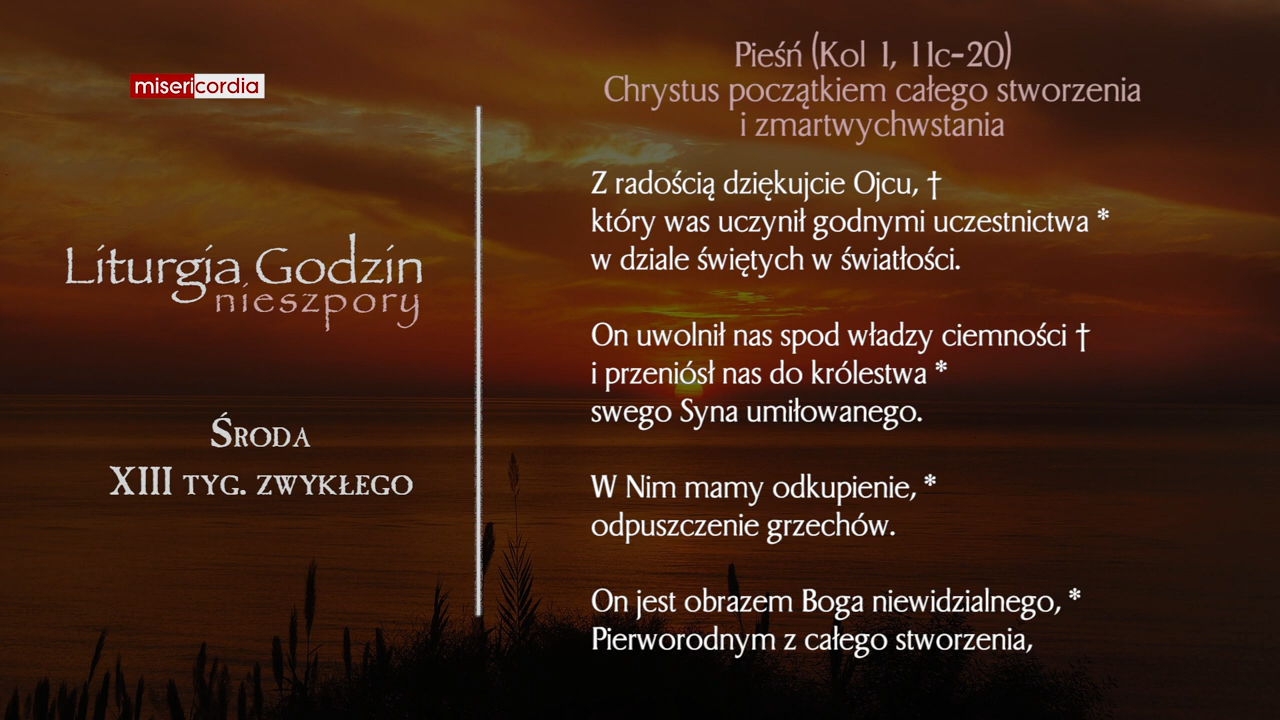 misericordia
Liturgia Godzin
nieszpory
Środa
XIII tyg. zwykłego
Pieśń (Kol 1, 11c-20)
Chrystus początkiem całego stworzenia
i zmartwychwstania
Z radością dziękujcie Ojcu, †
który was uczynił godnymi uczestnictwa *
w dziale świętych w światłości.
On uwolnił nas spod władzy ciemności †
i przeniósł nas do królestwa *
swego Syna umiłowanego.
W Nim mamy odkupienie, *
odpuszczenie grzechów.
On jest obrazem Boga niewidzialnego, *
Pierworodnym z całego stworzenia,